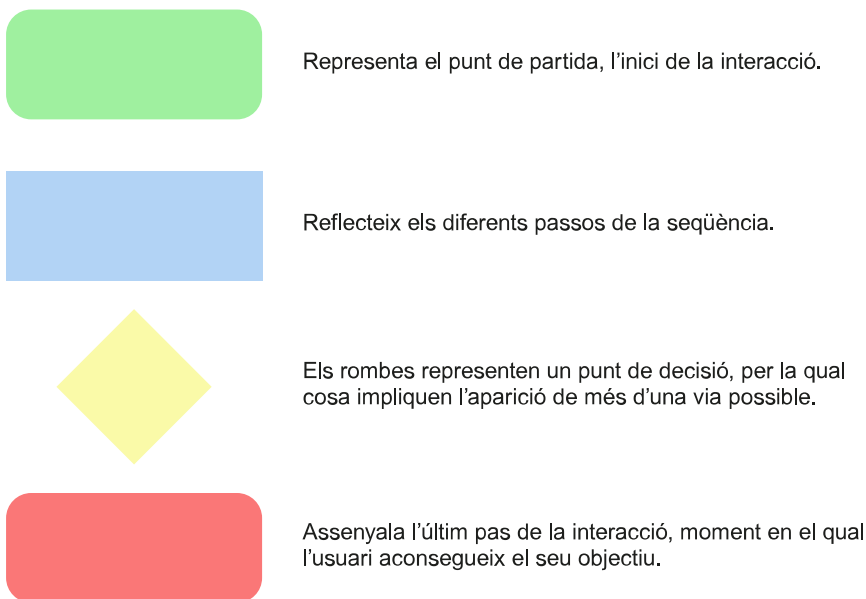 Representa el punt de partida, l’inici de la interacció.
Reflecteix els diferents passos de la seqüència.
Els rombes representen un punt de decisió, per la qual
cosa impliquen l’aparició de més d’una via possible.
Assenyala l’últim pas de la interacció, moment en el qual
l’usuari aconsegueix el seu objectiu.